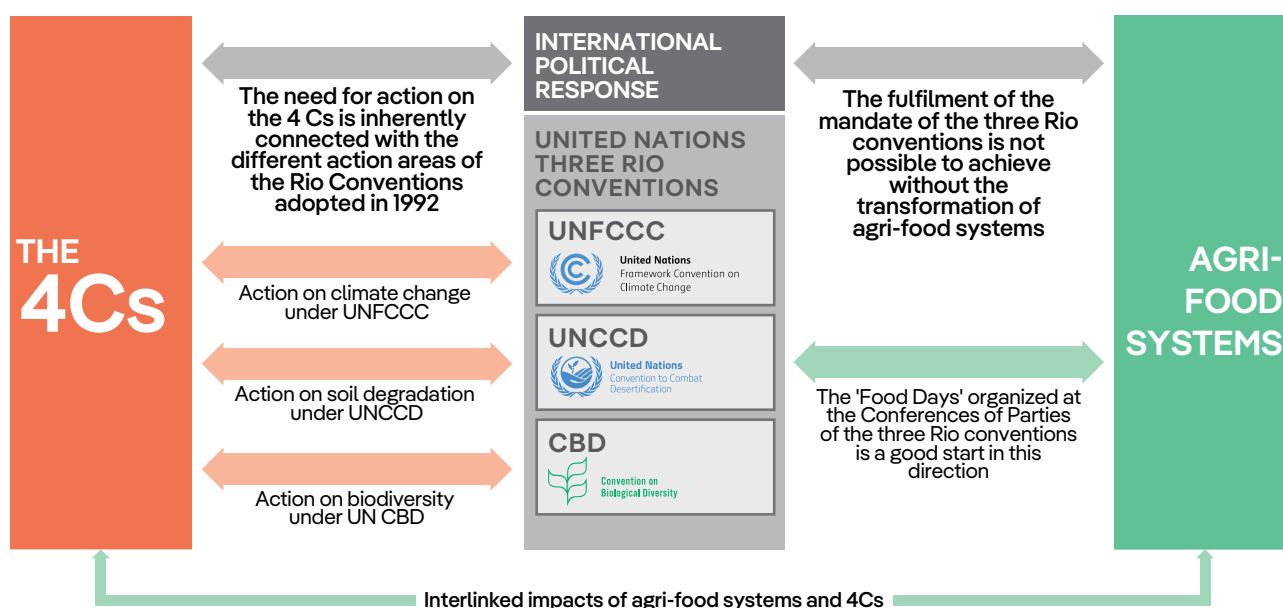 THE
4Cs
The need for action on
the 4 Cs is inherently
connected with the
different action areas of
the Rio Conventions
adopted in 1992
Action on climate change
under UNFCCC
Action on soil degradation
under UNCCD
Action on biodiversity
under UN CBD
INTERNATIONAL
POLITICAL
RESPONSE
UNITED NATIONS
THREE RIO
CONVENTIONS
UNFCCC
United Nations
Framework Convention on
Climate Change
UNCCD
United Nations
Convention to Combat
Desertification
CBD
Convention on
Biological Diversity
The fulfilment of the
mandate of the three Rio
conventions is not
possible to achieve
without the
transformation of
agri-food systems
The 'Food Days' organized at
the Conferences of Parties
of the three Rio conventions
is a good start in this
direction
AGRI-
FOOD
SYSTEMS
Interlinked impacts of agri-food systems and 4Cs